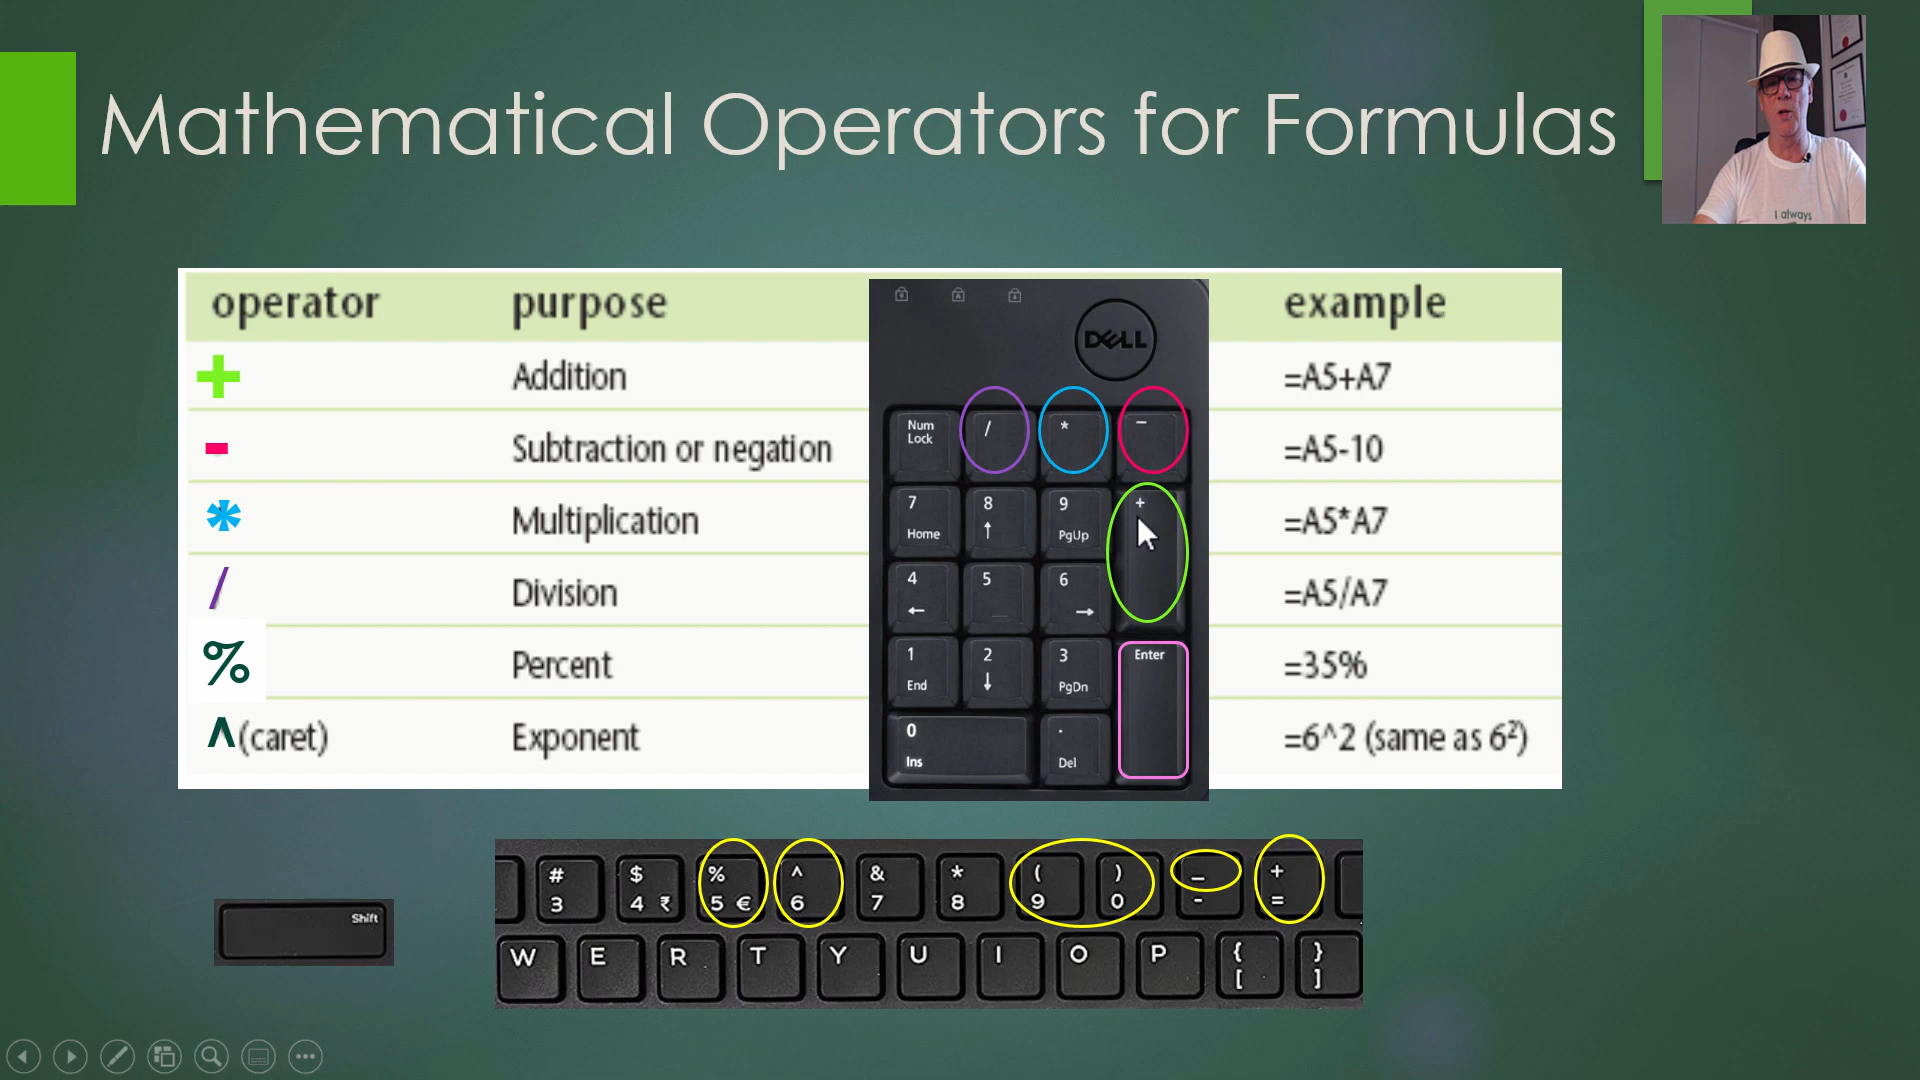 Mathematical Operators for Formulas
I always
operator purpose example
+ Addition =A5+A7
- Subtraction or negation =A5-10
* Multiplication =A5*A7
/ Division =A5/A7
% Percent =35%
^(caret) Exponent =6^2 (same as 6²)
DELL
Num Lock / * -
7 Home 8 ↑ 9 PgUp +
4 ← 5 6 →
1 End 2 ↓ 3 PgDn Enter
0 Ins . Del
Shift
# 3 $ 4 ₹ % 5 € ^ 6 & 7 * 8 ( 9 ) 0 _ - + =
W E R T Y U I O P { [ } ]